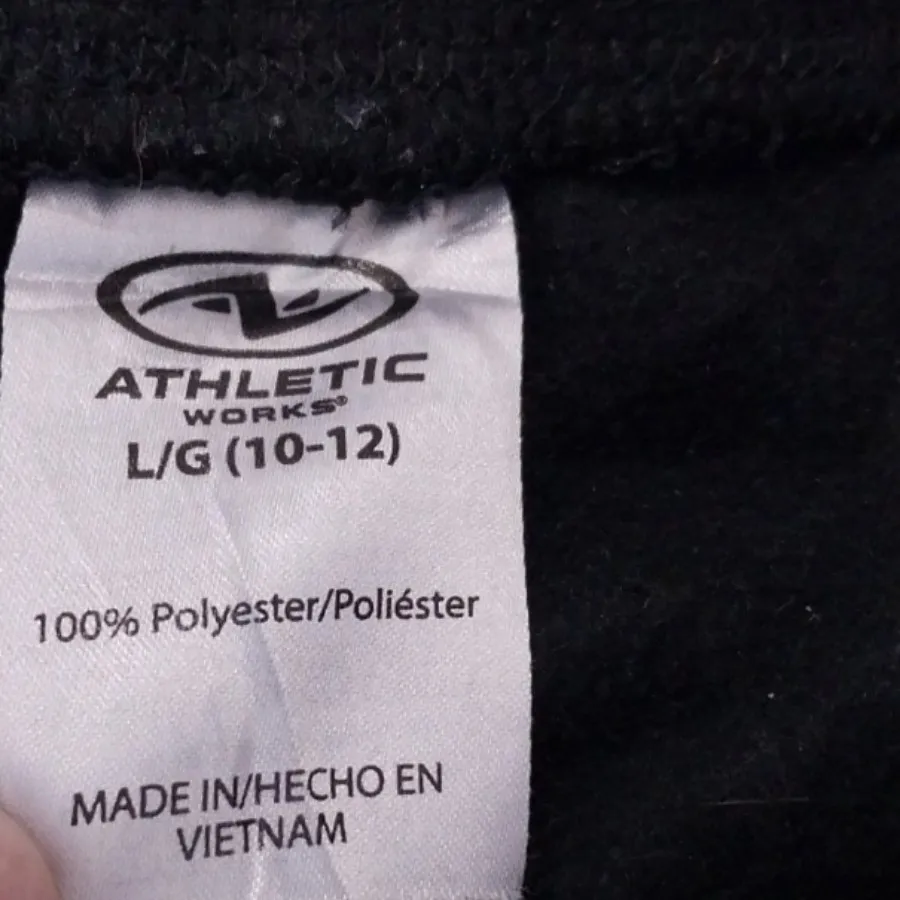 ATHLETIC
WORKS®
L/G (10-12)
100% Polyester/Poliéster
MADE IN/HECHO EN
VIETNAM